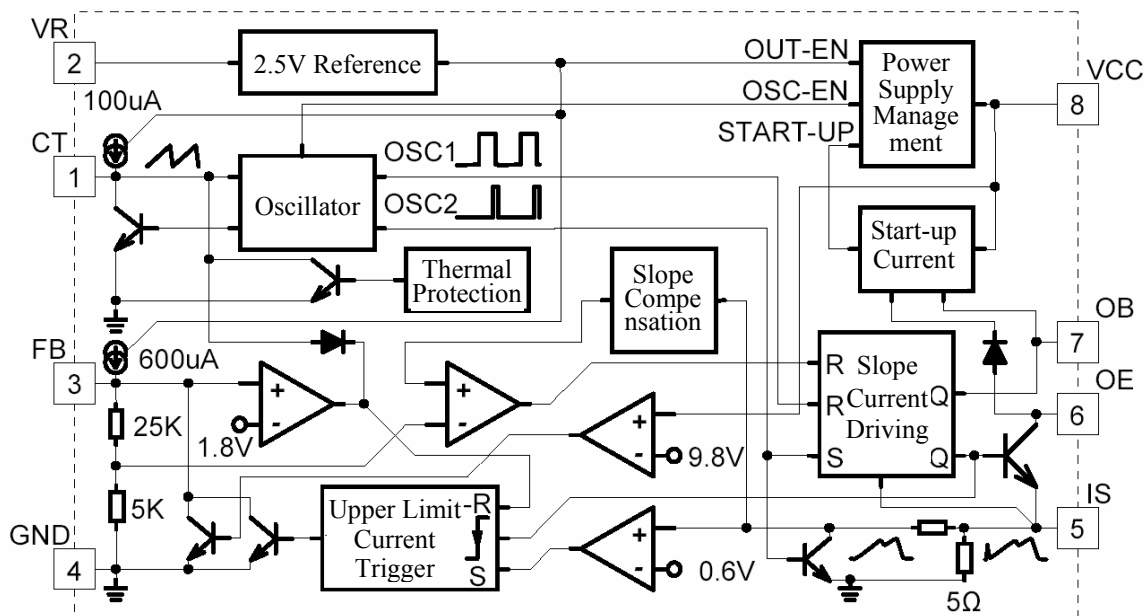 VR
2
2.5V Reference
OUT-EN
Power
Supply
Manage
ment
VCC
8
OSC-EN
START-UP
100uA
CT
1
OSC1
OSC2
Oscillator
Thermal
Protection
Slope
Compe
nsation
Start-up
Current
OB
7
FB
3
600uA
+
-
1.8V
+
-
+
-
9.8V
R
R
S
Slope
Current
Driving
Q
Q
OE
6
25K
5K
GND
4
Upper Limit
Current
Trigger
-R
S
+
-
0.6V
IS
5
5Ω